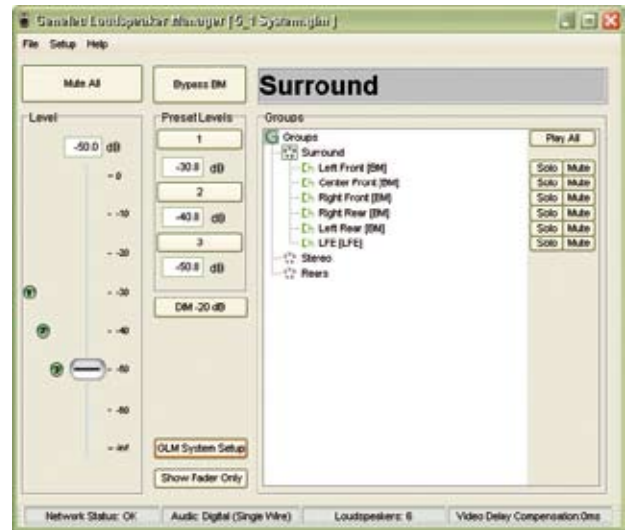 Genelec Loudspeaker Manager [ 5_1 System.glm ]
File Setup Help
Mute All
Bypass BM
Surround
Level
-50.0 dB
- 0
- -10
- -20
- -30
- -40
- -60
- -80
- -inf
Preset Levels
1
-30.8 dB
2
-40.8 dB
3
-50.8 dB
DIM -20 dB
GLM System Setup
Show Fader Only
Groups
Groups
Play All
Surround
Left Front [BM] Solo Mute
Center Front [BM] Solo Mute
Right Front [BM] Solo Mute
Right Rear [BM] Solo Mute
Left Rear [BM] Solo Mute
LFE [LFE] Solo Mute
Stereo
Rears
Network Status: OK
Audio: Digital (Single Wire)
Loudspeakers: 6
Video Delay Compensation:0ms